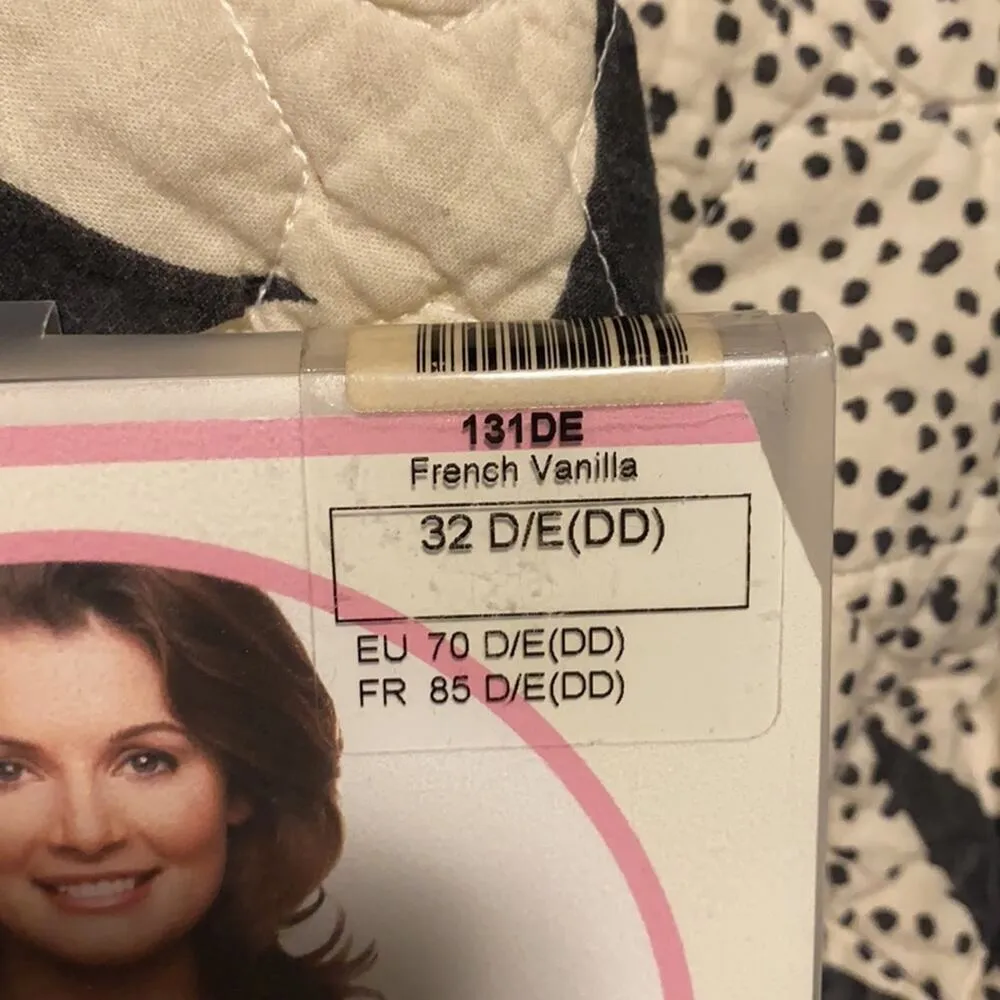 131DE
French Vanilla
32 D/E(DD)
EU 70 D/E(DD)
FR 85 D/E(DD)